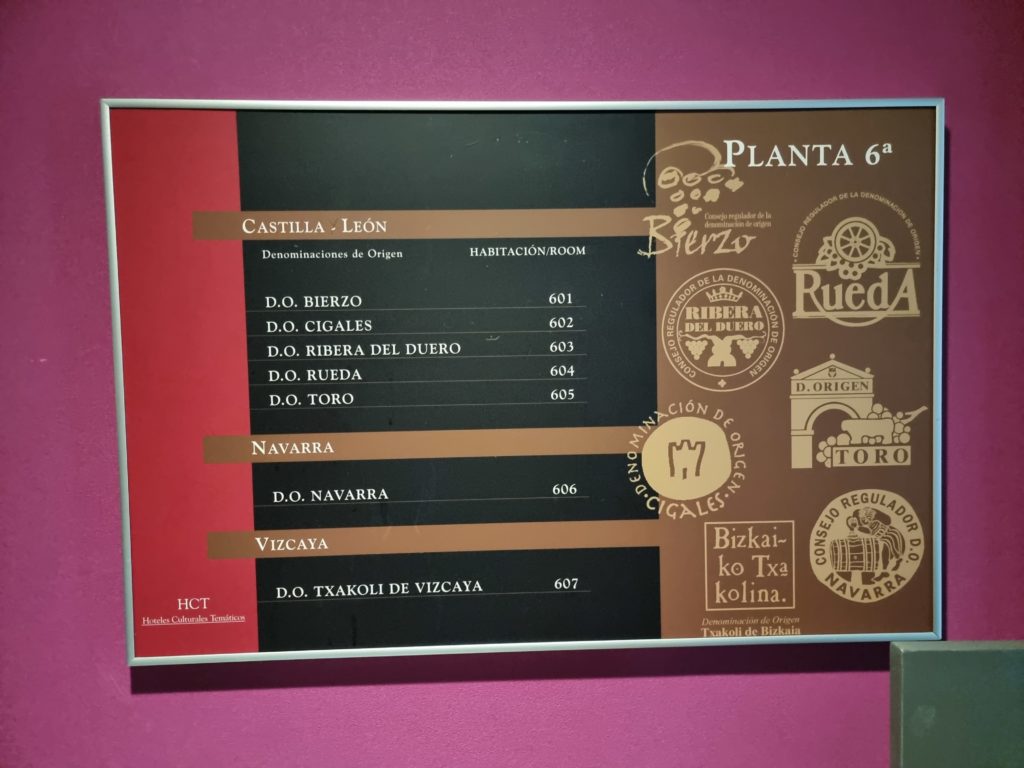 PLANTA 6ª
CASTILLA - LEÓN
Denominaciones de Origen HABITACIÓN/ROOM
D.O. BIERZO 601
D.O. CIGALES 602
D.O. RIBERA DEL DUERO 603
D.O. RUEDA 604
D.O. TORO 605
NAVARRA
D.O. NAVARRA 606
VIZCAYA
D.O. TXAKOLI DE VIZCAYA 607
HCT
Hoteles Culturales Temáticos
Bierzo
Consejo regulador de la
denominación de origen
CONSEJO REGULADOR DE LA DENOMINACION DE ORIGEN
RUEDA
CONSEJO REGULADOR DE LA DENOMINACIÓN DE ORIGEN
RIBERA
DEL DUERO
D. ORIGEN
TORO
DENOMINACIÓN DE ORIGEN
CIGALES
CONSEJO REGULADOR D.O.
NAVARRA
Bizkai-
ko Txa
kolina.
Denominación de Origen
Txakoli de Bizkaia